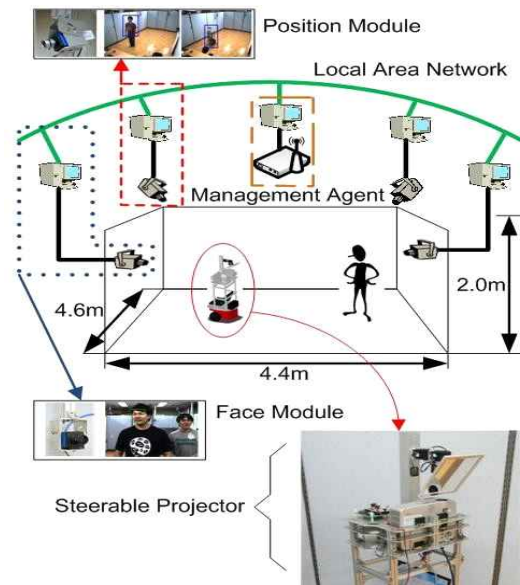 Position Module
Local Area Network
Management Agent
4.6m
2.0m
4.4m
Face Module
Steerable Projector